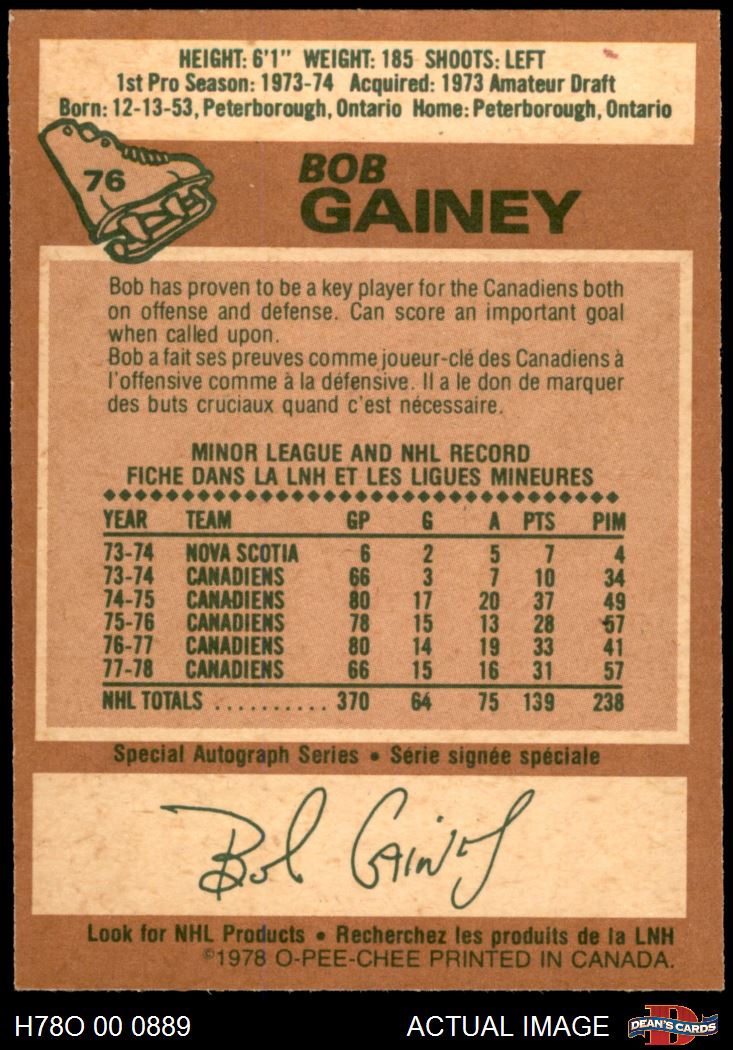 HEIGHT: 6'1" WEIGHT: 185 SHOOTS: LEFT
1st Pro Season: 1973-74 Acquired: 1973 Amateur Draft
Born: 12-13-53, Peterborough, Ontario Home: Peterborough, Ontario
76
BOB
GAINEY
Bob has proven to be a key player for the Canadiens both
on offense and defense. Can score an important goal
when called upon.
Bob a fait ses preuves comme joueur-clé des Canadiens à
l'offensive comme à la défensive. Il a le don de marquer
des buts cruciaux quand c'est nécessaire.
MINOR LEAGUE AND NHL RECORD
FICHE DANS LA LNH ET LES LIGUES MINEURES
YEAR TEAM GP G A PTS PIM
73-74 NOVA SCOTIA 6 2 5 7 4
73-74 CANADIENS 66 3 7 10 34
74-75 CANADIENS 80 17 20 37 49
75-76 CANADIENS 78 15 13 28 57
76-77 CANADIENS 80 14 19 33 41
77-78 CANADIENS 66 15 16 31 57
NHL TOTALS .......... 370 64 75 139 238
Special Autograph Series • Série signée spéciale
Bob Gainey
Look for NHL Products • Recherchez les produits de la LNH
©1978 O-PEE-CHEE PRINTED IN CANADA.
H78O 00 0889 ACTUAL IMAGE DEAN'S CARDS